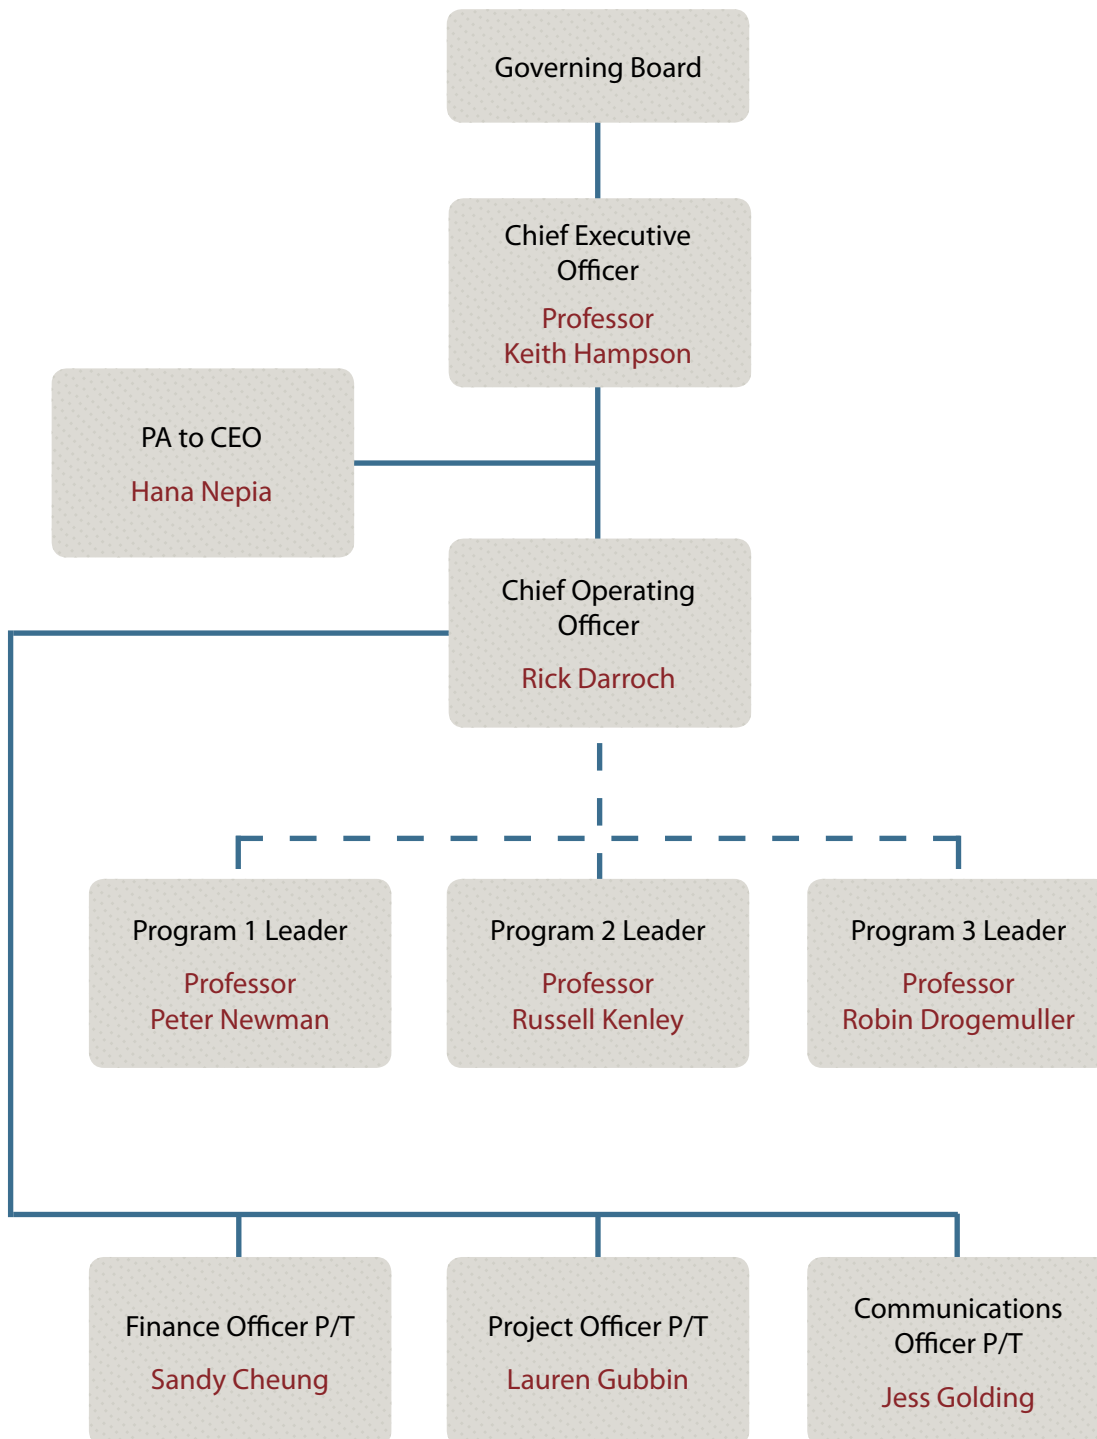 Governing Board
Chief Executive
Officer
Professor
Keith Hampson
PA to CEO
Hana Nepia
Chief Operating
Officer
Rick Darroch
Program 1 Leader
Professor
Peter Newman
Program 2 Leader
Professor
Russell Kenley
Program 3 Leader
Professor
Robin Drogemuller
Finance Officer P/T
Sandy Cheung
Project Officer P/T
Lauren Gubbin
Communications
Officer P/T
Jess Golding